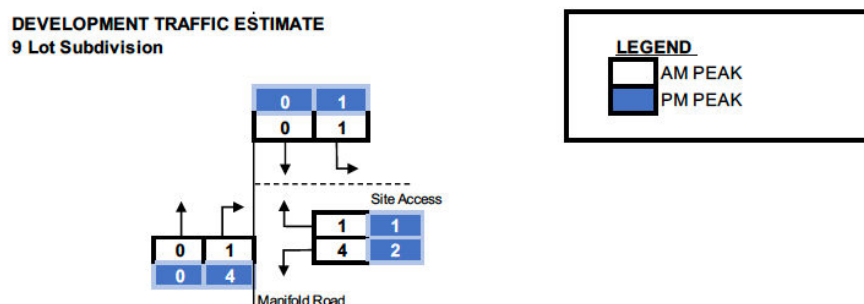 DEVELOPMENT TRAFFIC ESTIMATE
9 Lot Subdivision
LEGEND
AM PEAK
PM PEAK
0 1
0 1
Site Access
1 1
4 2
0 1
0 4
Manifold Road